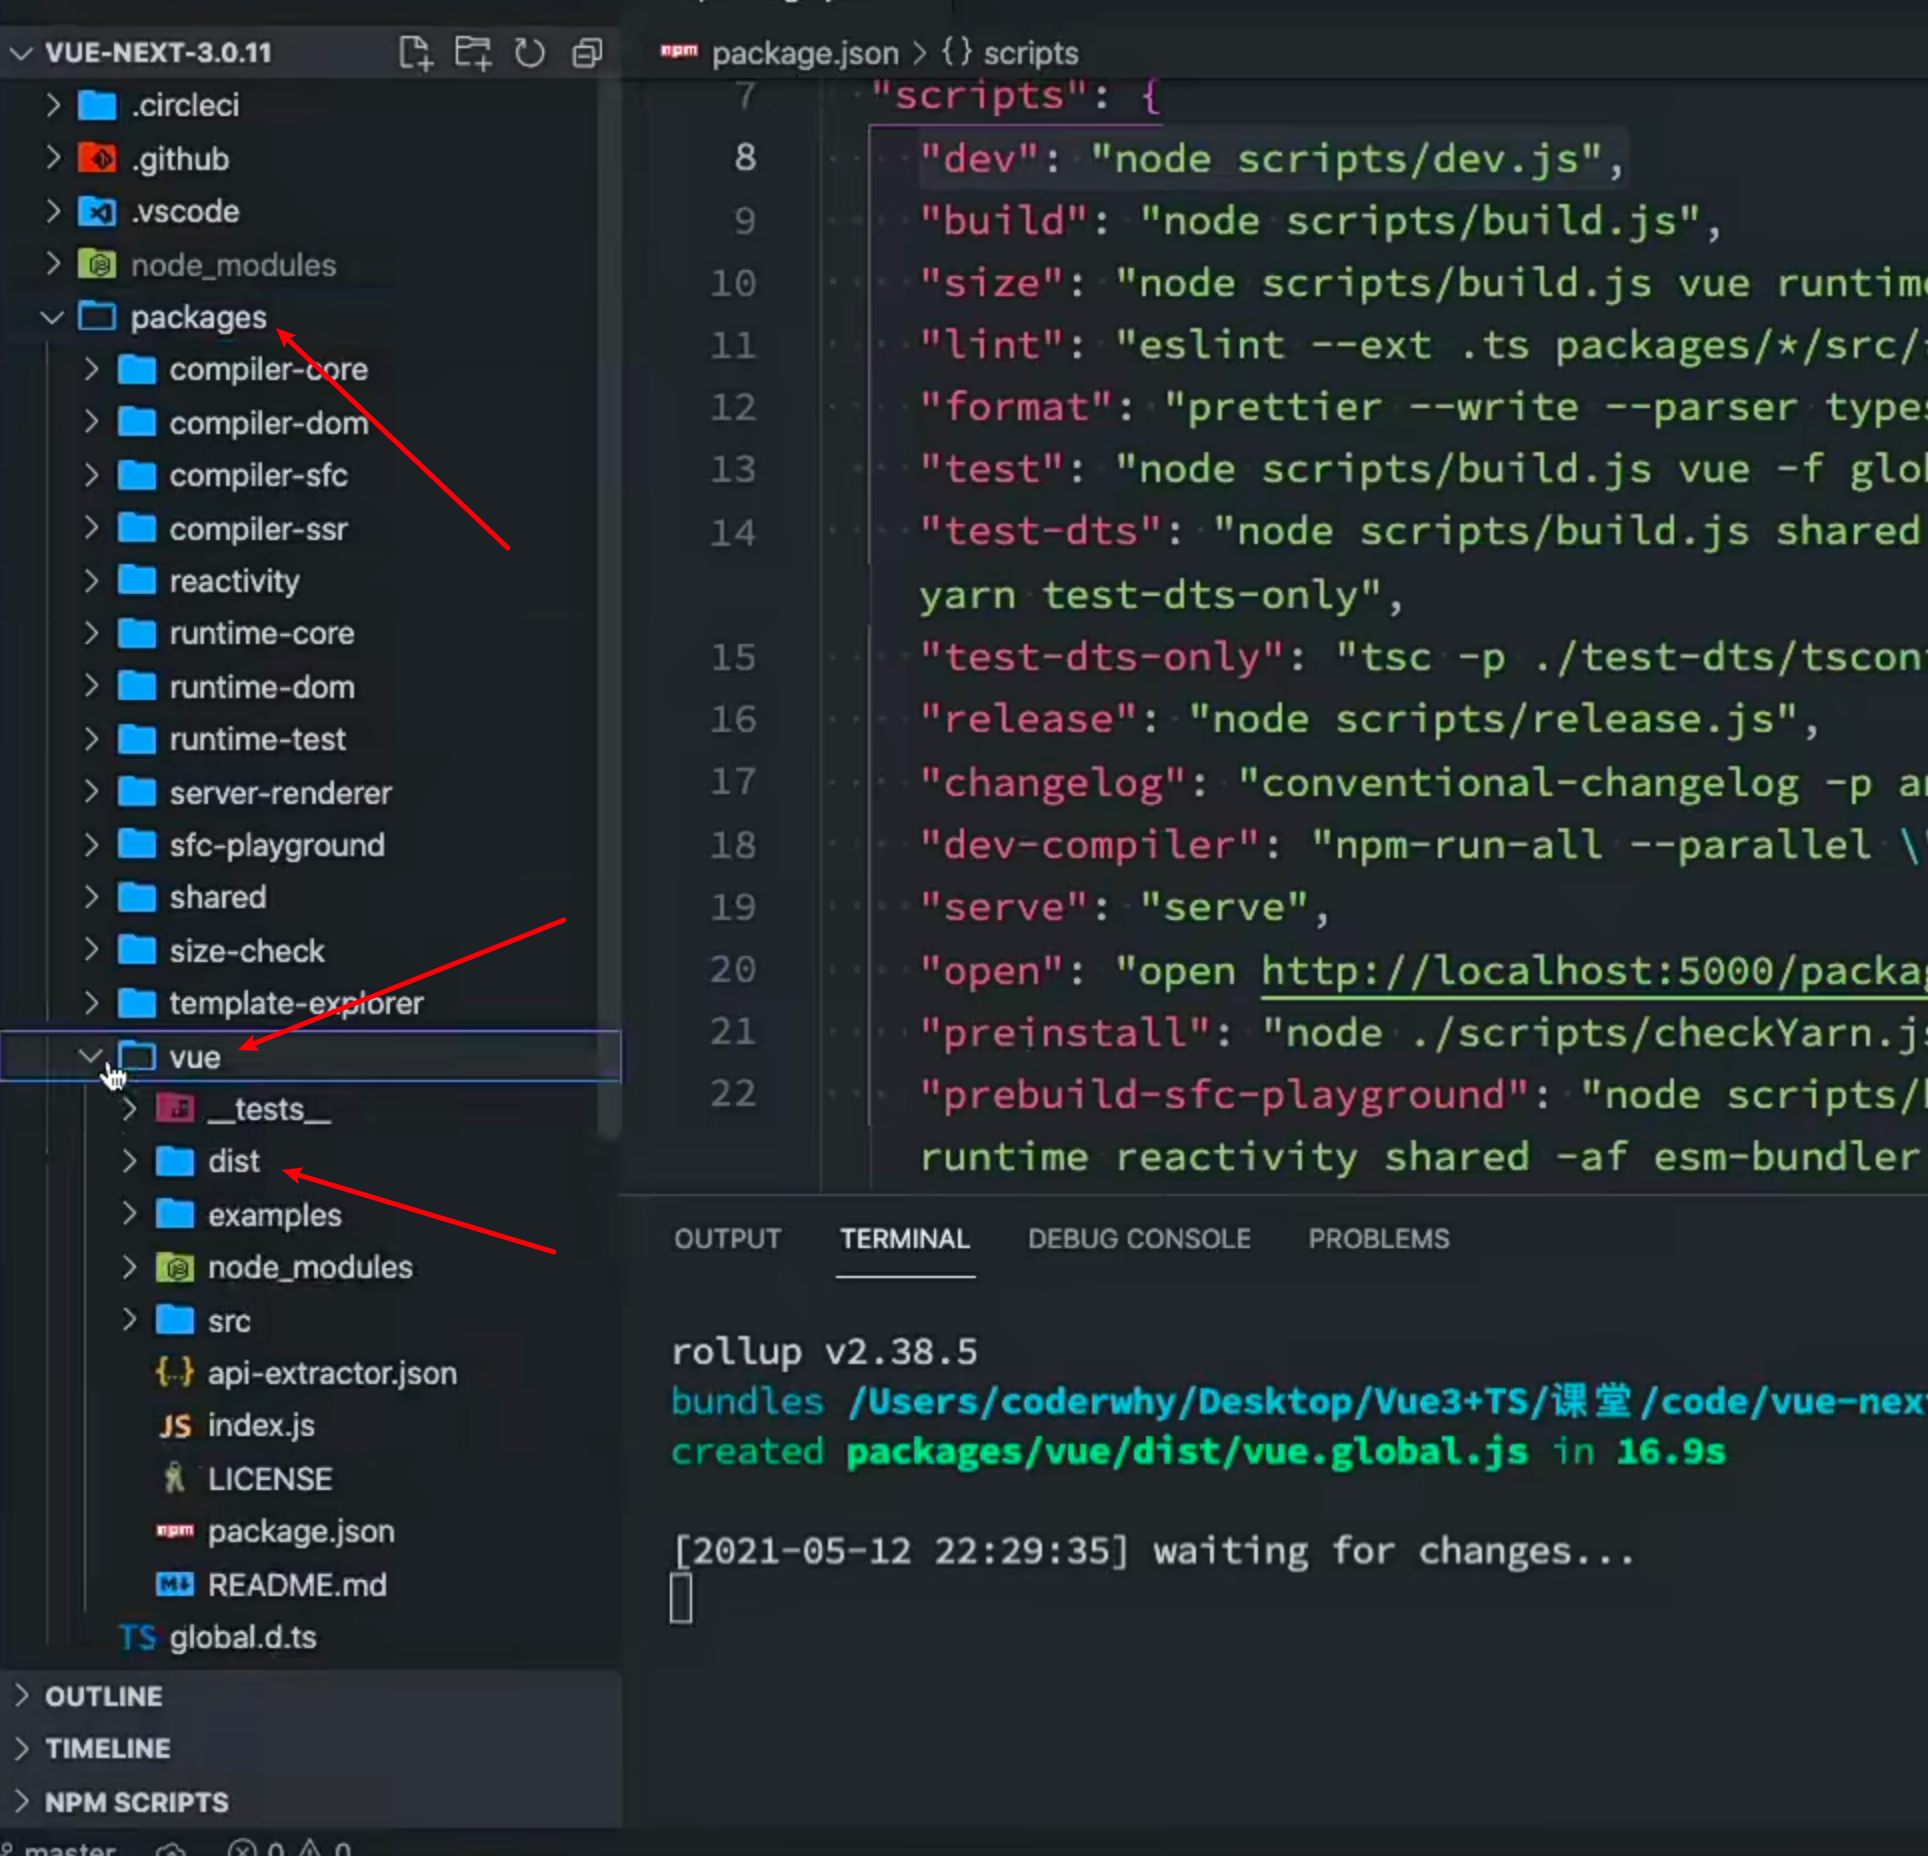 VUE-NEXT-3.0.11
.circleci
.github
.vscode
node_modules
packages
compiler-core
compiler-dom
compiler-sfc
compiler-ssr
reactivity
runtime-core
runtime-dom
runtime-test
server-renderer
sfc-playground
shared
size-check
template-explorer
vue
__tests__
dist
examples
node_modules
src
{..} api-extractor.json
JS index.js
LICENSE
npm package.json
README.md
TS global.d.ts
OUTLINE
TIMELINE
NPM SCRIPTS
master 0 0
npm package.json > {} scripts
7 "scripts": {
8 "dev": "node scripts/dev.js",
9 "build": "node scripts/build.js",
10 "size": "node scripts/build.js vue runtime
11 "lint": "eslint --ext .ts packages/*/src/
12 "format": "prettier --write --parser types
13 "test": "node scripts/build.js vue -f glob
14 "test-dts": "node scripts/build.js shared
yarn test-dts-only",
15 "test-dts-only": "tsc -p ./test-dts/tscon
16 "release": "node scripts/release.js",
17 "changelog": "conventional-changelog -p an
18 "dev-compiler": "npm-run-all --parallel \
19 "serve": "serve",
20 "open": "open http://localhost:5000/packag
21 "preinstall": "node ./scripts/checkYarn.js
22 "prebuild-sfc-playground": "node scripts/b
runtime reactivity shared -af esm-bundler
OUTPUT TERMINAL DEBUG CONSOLE PROBLEMS
rollup v2.38.5
bundles /Users/coderwhy/Desktop/Vue3+TS/课堂/code/vue-nex
created packages/vue/dist/vue.global.js in 16.9s
[2021-05-12 22:29:35] waiting for changes...